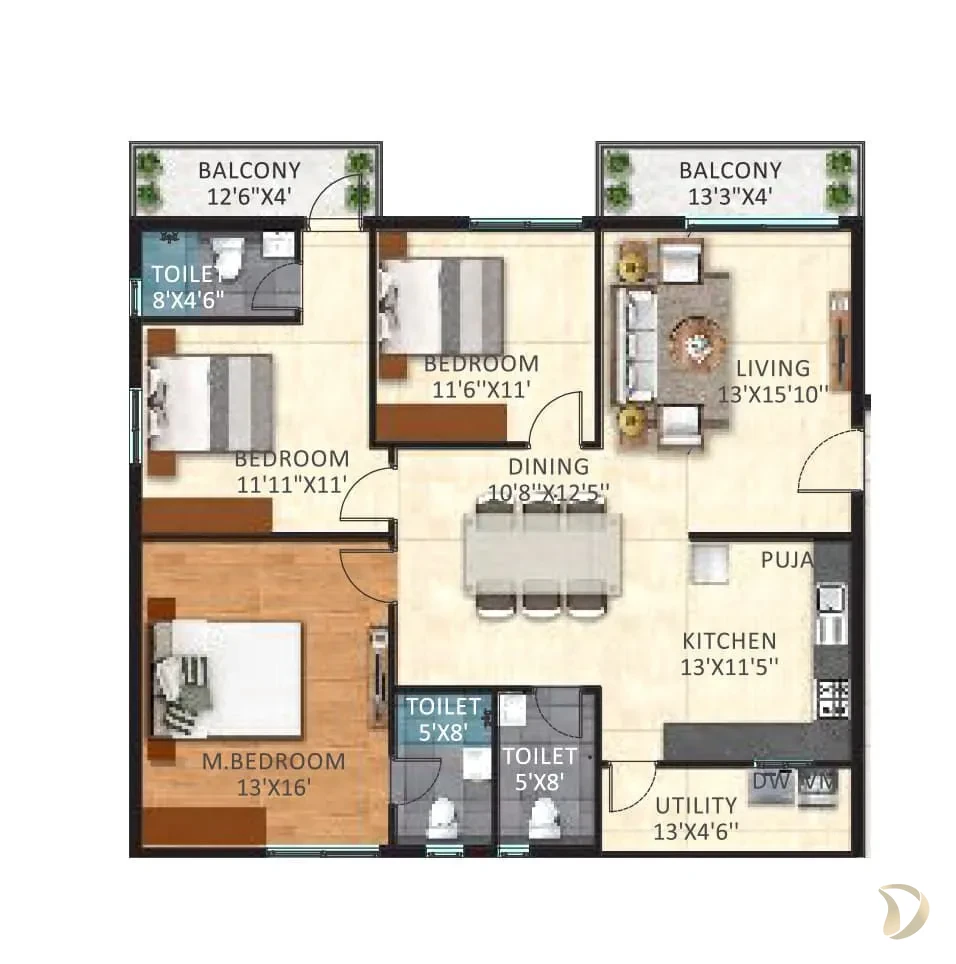 BALCONY
12'6"X4'
BALCONY
13'3"X4'
TOILET
8'X4'6"
BEDROOM
11'6''X11'
LIVING
13'X15'10''
BEDROOM
11'11"X11'
DINING
10'8''X12'5''
PUJA
KITCHEN
13'X11'5''
TOILET
5'X8'
TOILET
5'X8'
M.BEDROOM
13'X16'
DW
WM
UTILITY
13'X4'6''